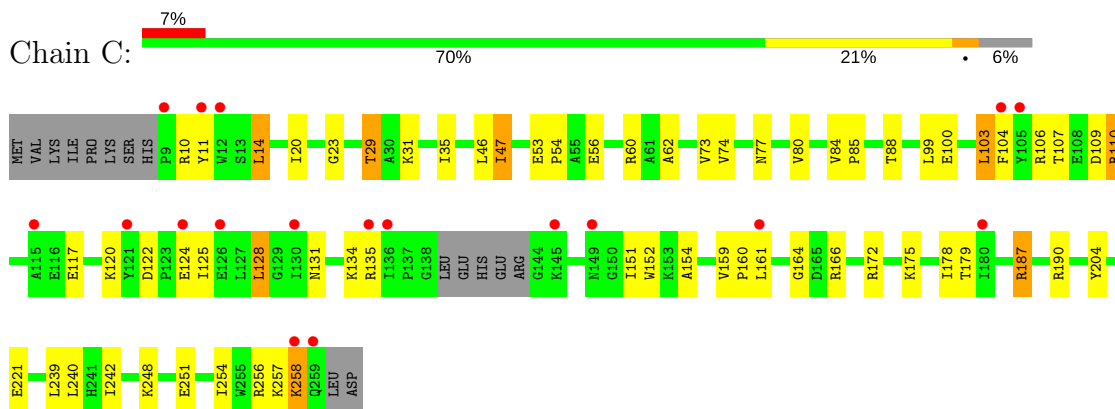 7%
Chain C:
70% 21% • 6%
MET VAL LYS ILE PRO LYS SER HIS P9 R10 Y11 W12 S13 L14 I20 G23 T29 A30 K31 I35 L46 I47 E53 P54 A55 E56 R60 A61 A62 V73 V74 N77 V80 V84 P85 T88 L99 E100 L103 F104 Y105 R106 T107 E108 D109
A115 E116 E117 K120 Y121 D122 P123 E124 I125 E126 L127 L128 G129 I130 N131 K134 R135 T136 P137 G138 LEU GLU HIS GLU ARG G144 K145 N149 G150 I151 W152 K153 A154 V159 P160 L161 G164 D165 R166 R172 K175 I178 T179 I180 R187 R190 Y204
E221 L239 L240 H241 I242 K248 E251 I254 W255 R256 K257 K258 Q259 LEU ASP